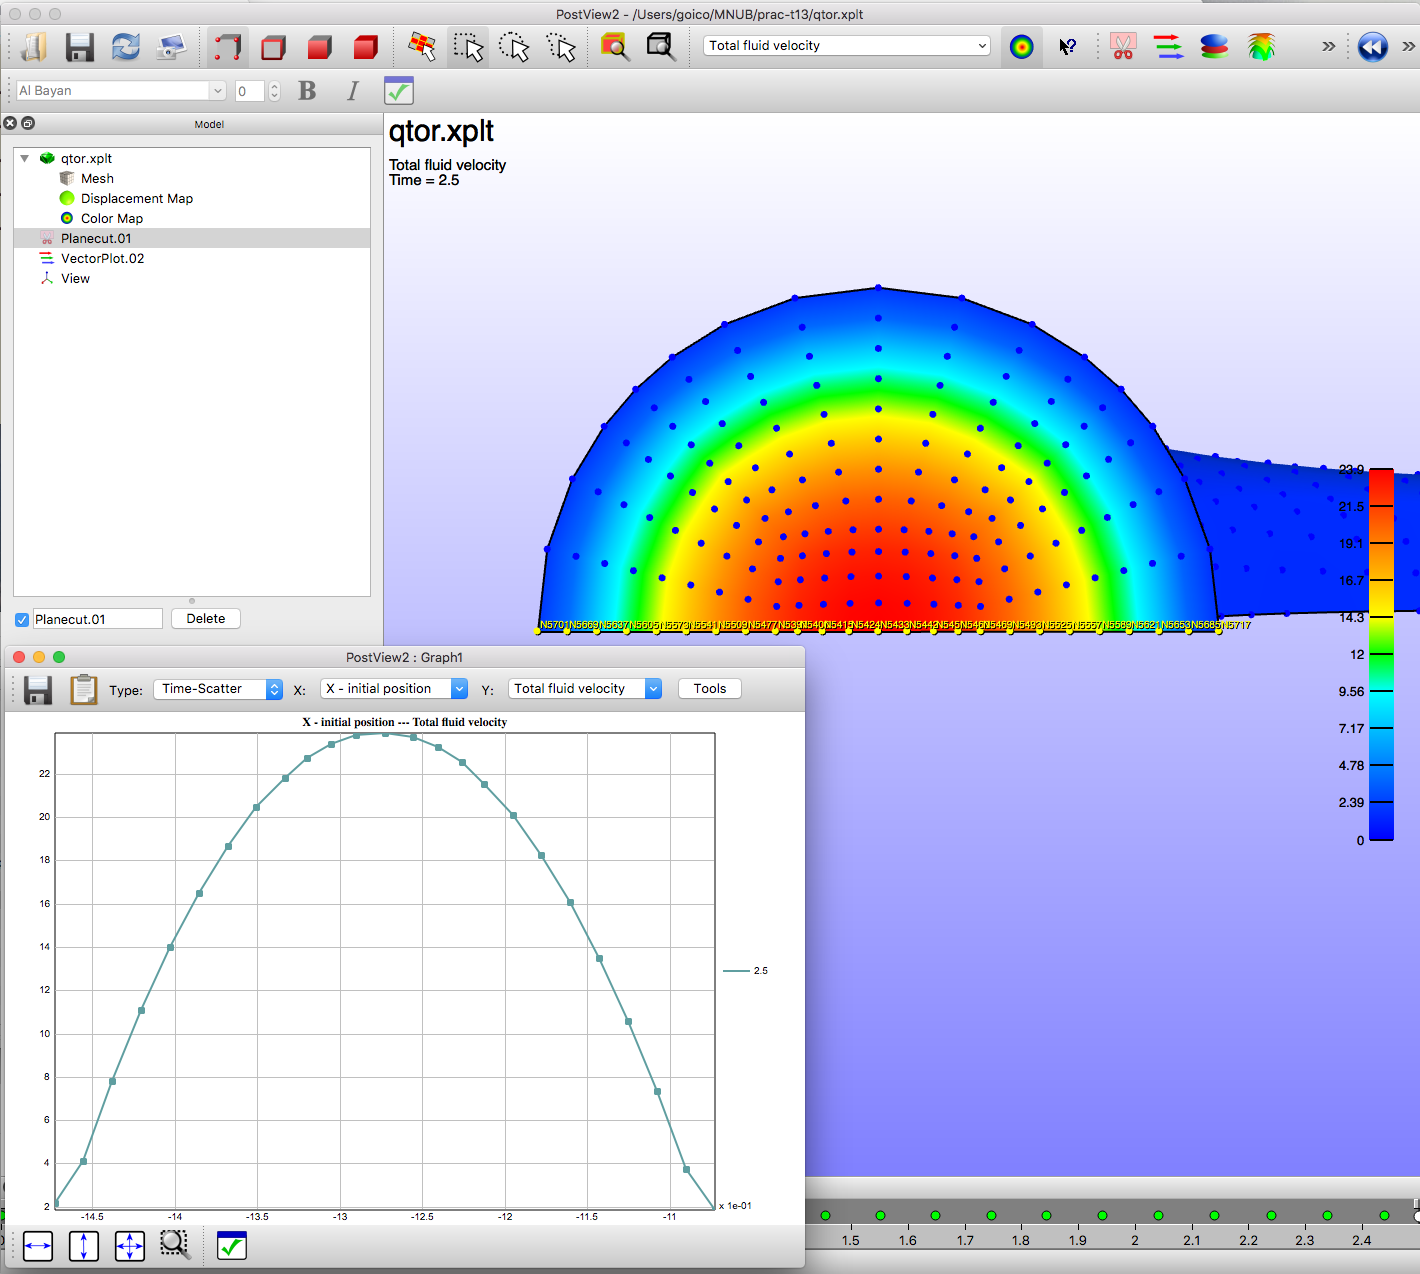 PostView2 - /Users/goico/MNUB/prac-t13/qtor.xplt
Total fluid velocity
Al Bayan
0
B
I
Model
qtor.xplt
Mesh
Displacement Map
Color Map
Planecut.01
VectorPlot.02
View
Planecut.01
Delete
qtor.xplt
Total fluid velocity
Time = 2.5
23.9
21.5
19.1
16.7
14.3
12
9.56
7.17
4.78
2.39
0
PostView2 : Graph1
Type: Time-Scatter X: X - initial position Y: Total fluid velocity Tools
X - initial position --- Total fluid velocity
22
20
18
16
14
12
10
8
6
4
2
2.5
-14.5 -14 -13.5 -13 -12.5 -12 -11.5 -11
x 1e-01
1.5 1.6 1.7 1.8 1.9 2 2.1 2.2 2.3 2.4